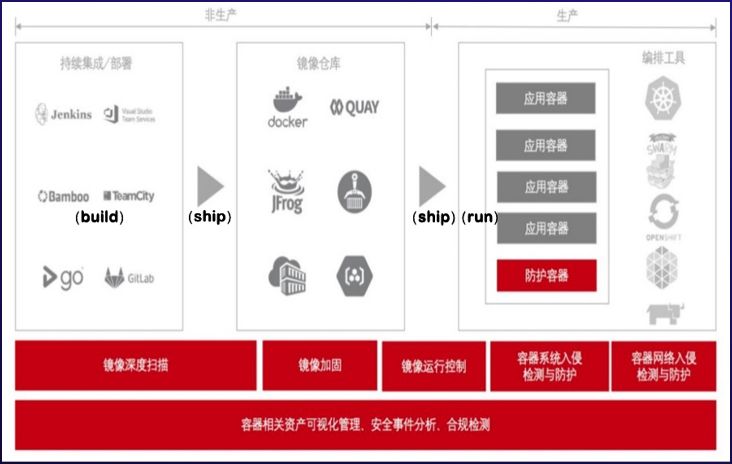 非生产
生产
持续集成/部署
Jenkins
Visual Studio
Team Services
Bamboo
TeamCity
(build)
go
GitLab
(ship)
镜像仓库
docker
QUAY
JFrog
(ship)
(run)
应用容器
应用容器
应用容器
应用容器
防护容器
编排工具
SWARM
OPENSHIFT
镜像深度扫描
镜像加固
镜像运行控制
容器系统入侵
检测与防护
容器网络入侵
检测与防护
容器相关资产可视化管理、安全事件分析、合规检测